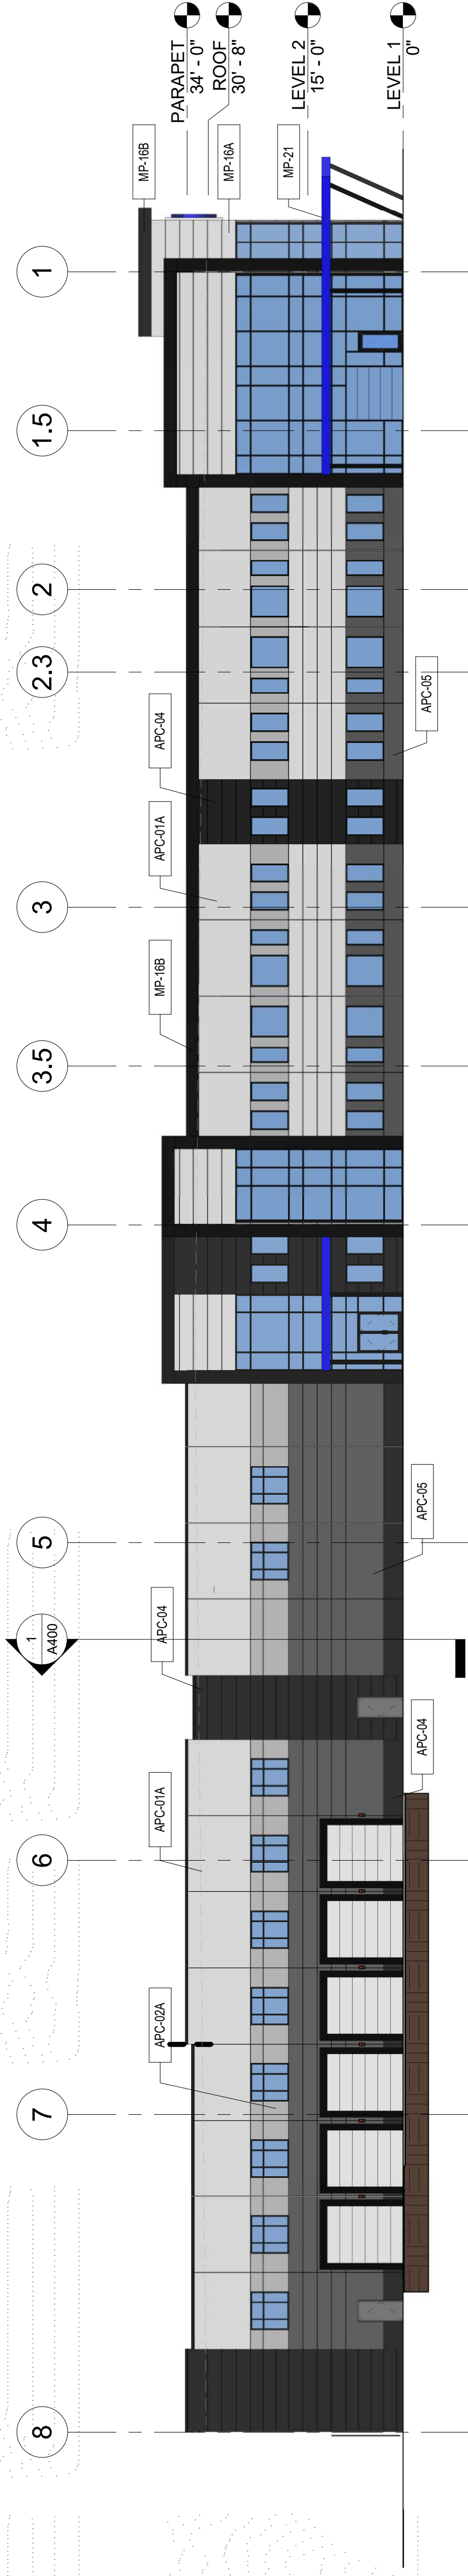 PARAPET
34' - 0"
ROOF
30' - 8"
LEVEL 2
15' - 0"
LEVEL 1
0"
MP-16B
MP-16A
MP-21
1
1.5
2
2.3
APC-05
APC-04
APC-01A
3
MP-16B
3.5
4
5
APC-05
1
A400
APC-04
APC-04
APC-01A
6
APC-02A
7
8